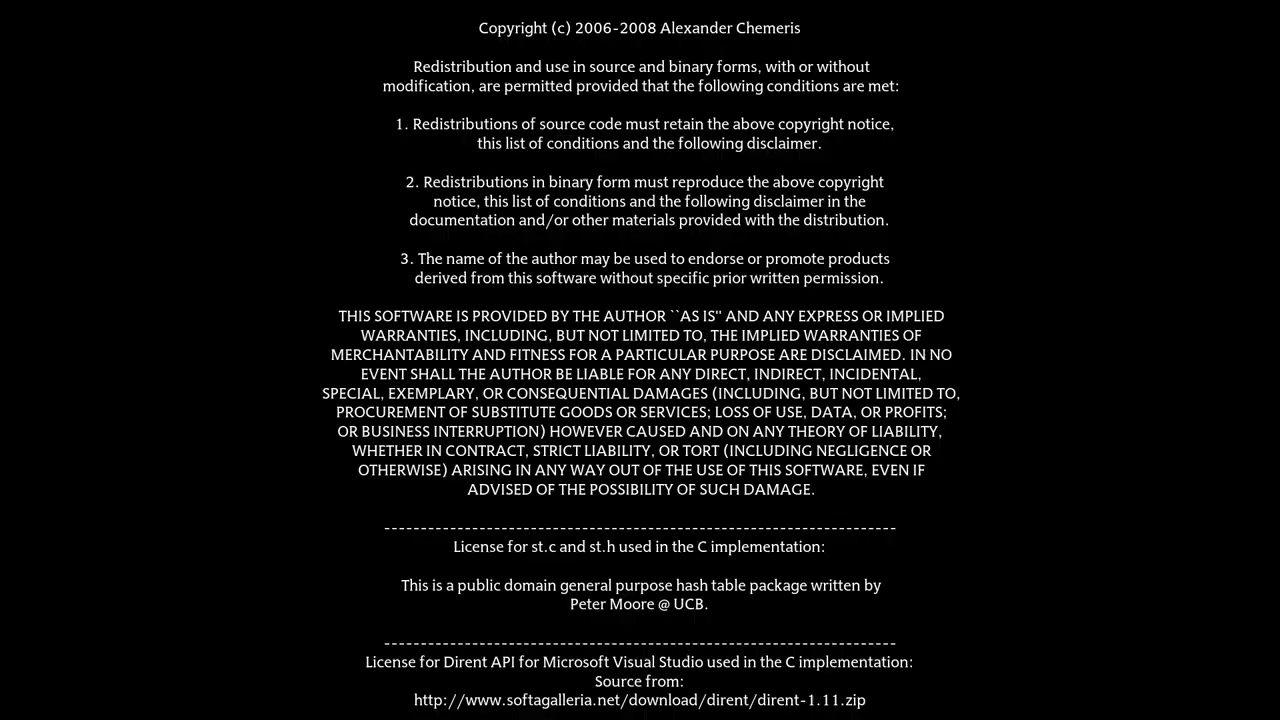 Copyright (c) 2006-2008 Alexander Chemeris
Redistribution and use in source and binary forms, with or without
modification, are permitted provided that the following conditions are met:
1. Redistributions of source code must retain the above copyright notice,
this list of conditions and the following disclaimer.
2. Redistributions in binary form must reproduce the above copyright
notice, this list of conditions and the following disclaimer in the
documentation and/or other materials provided with the distribution.
3. The name of the author may be used to endorse or promote products
derived from this software without specific prior written permission.
THIS SOFTWARE IS PROVIDED BY THE AUTHOR ``AS IS'' AND ANY EXPRESS OR IMPLIED
WARRANTIES, INCLUDING, BUT NOT LIMITED TO, THE IMPLIED WARRANTIES OF
MERCHANTABILITY AND FITNESS FOR A PARTICULAR PURPOSE ARE DISCLAIMED. IN NO
EVENT SHALL THE AUTHOR BE LIABLE FOR ANY DIRECT, INDIRECT, INCIDENTAL,
SPECIAL, EXEMPLARY, OR CONSEQUENTIAL DAMAGES (INCLUDING, BUT NOT LIMITED TO,
PROCUREMENT OF SUBSTITUTE GOODS OR SERVICES; LOSS OF USE, DATA, OR PROFITS;
OR BUSINESS INTERRUPTION) HOWEVER CAUSED AND ON ANY THEORY OF LIABILITY,
WHETHER IN CONTRACT, STRICT LIABILITY, OR TORT (INCLUDING NEGLIGENCE OR
OTHERWISE) ARISING IN ANY WAY OUT OF THE USE OF THIS SOFTWARE, EVEN IF
ADVISED OF THE POSSIBILITY OF SUCH DAMAGE.
----------------------------------------------------------------------
License for st.c and st.h used in the C implementation:
This is a public domain general purpose hash table package written by
Peter Moore @ UCB.
----------------------------------------------------------------------
License for Dirent API for Microsoft Visual Studio used in the C implementation:
Source from:
http://www.softagalleria.net/download/dirent/dirent-1.11.zip